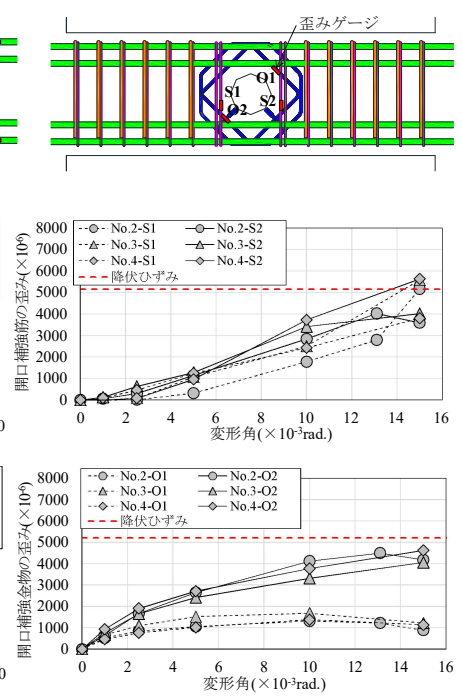 歪みゲージ
O1
S1
S2
O2
開口補強筋の歪み(×10⁻⁶)
8000
7000
6000
5000
4000
3000
2000
1000
0
No.2-S1 No.2-S2
No.3-S1 No.3-S2
No.4-S1 No.4-S2
降伏ひずみ
0 2 4 6 8 10 12 14 16
変形角(×10⁻³rad.)
0
開口補強金物の歪み(×10⁻⁶)
8000
7000
6000
5000
4000
3000
2000
1000
0
No.2-O1 No.2-O2
No.3-O1 No.3-O2
No.4-O1 No.4-O2
降伏ひずみ
0 2 4 6 8 10 12 14 16
変形角(×10⁻³rad.)
0